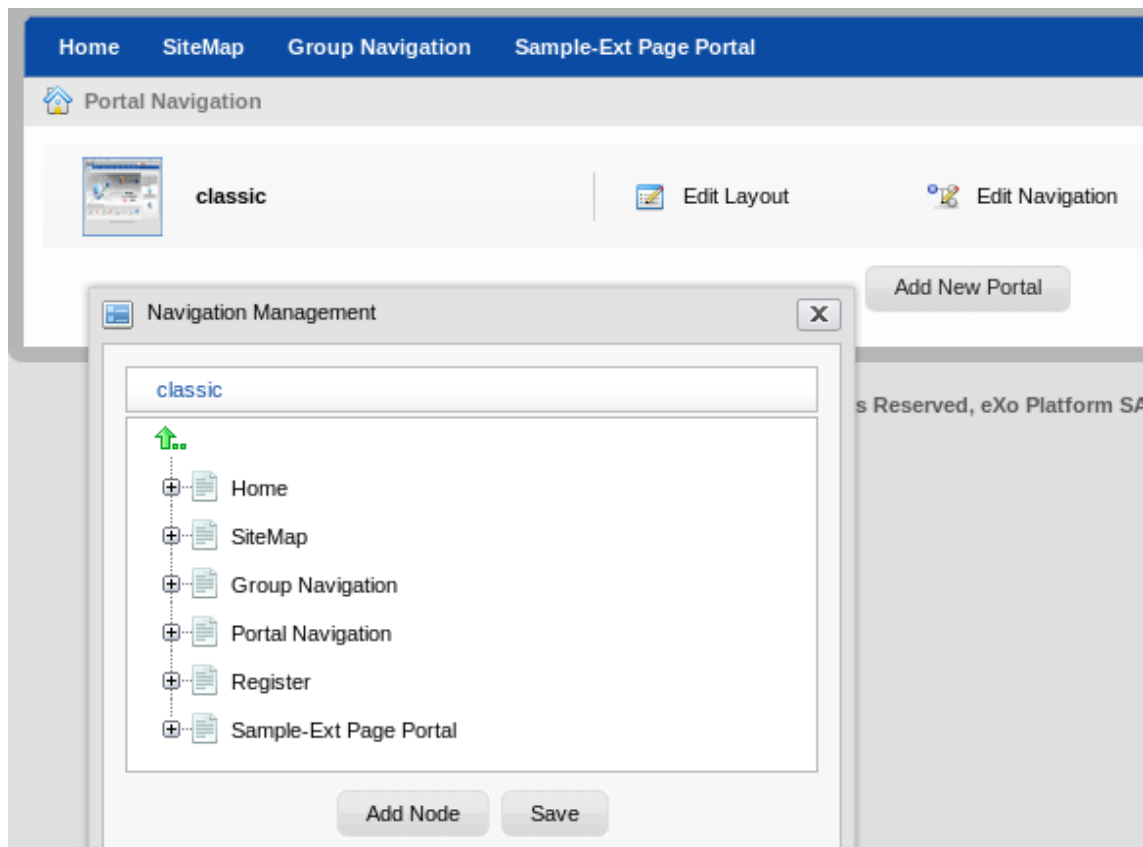 Home SiteMap Group Navigation Sample-Ext Page Portal
Portal Navigation
classic Edit Layout Edit Navigation
Add New Portal
Navigation Management
classic
s Reserved, eXo Platform SA
Home
SiteMap
Group Navigation
Portal Navigation
Register
Sample-Ext Page Portal
Add Node Save